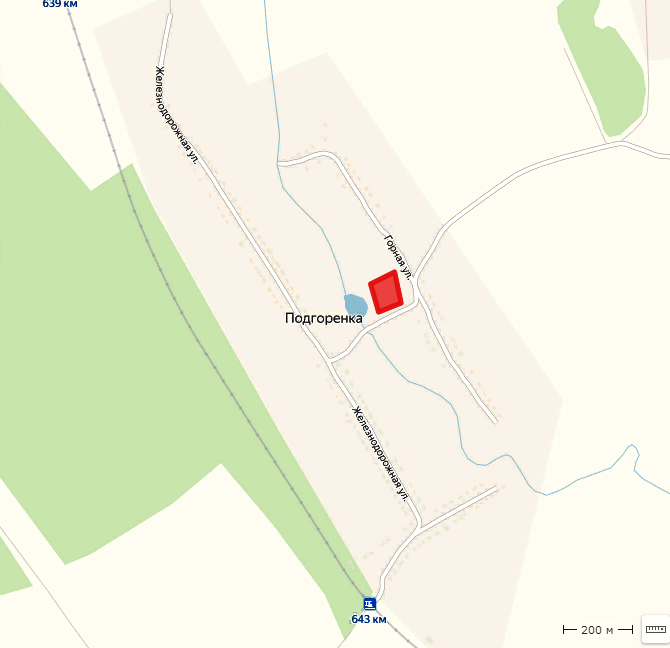 639 км
Железнодорожная ул.
Горная ул.
Подгоренка
Железнодорожная ул.
643 км
200 м